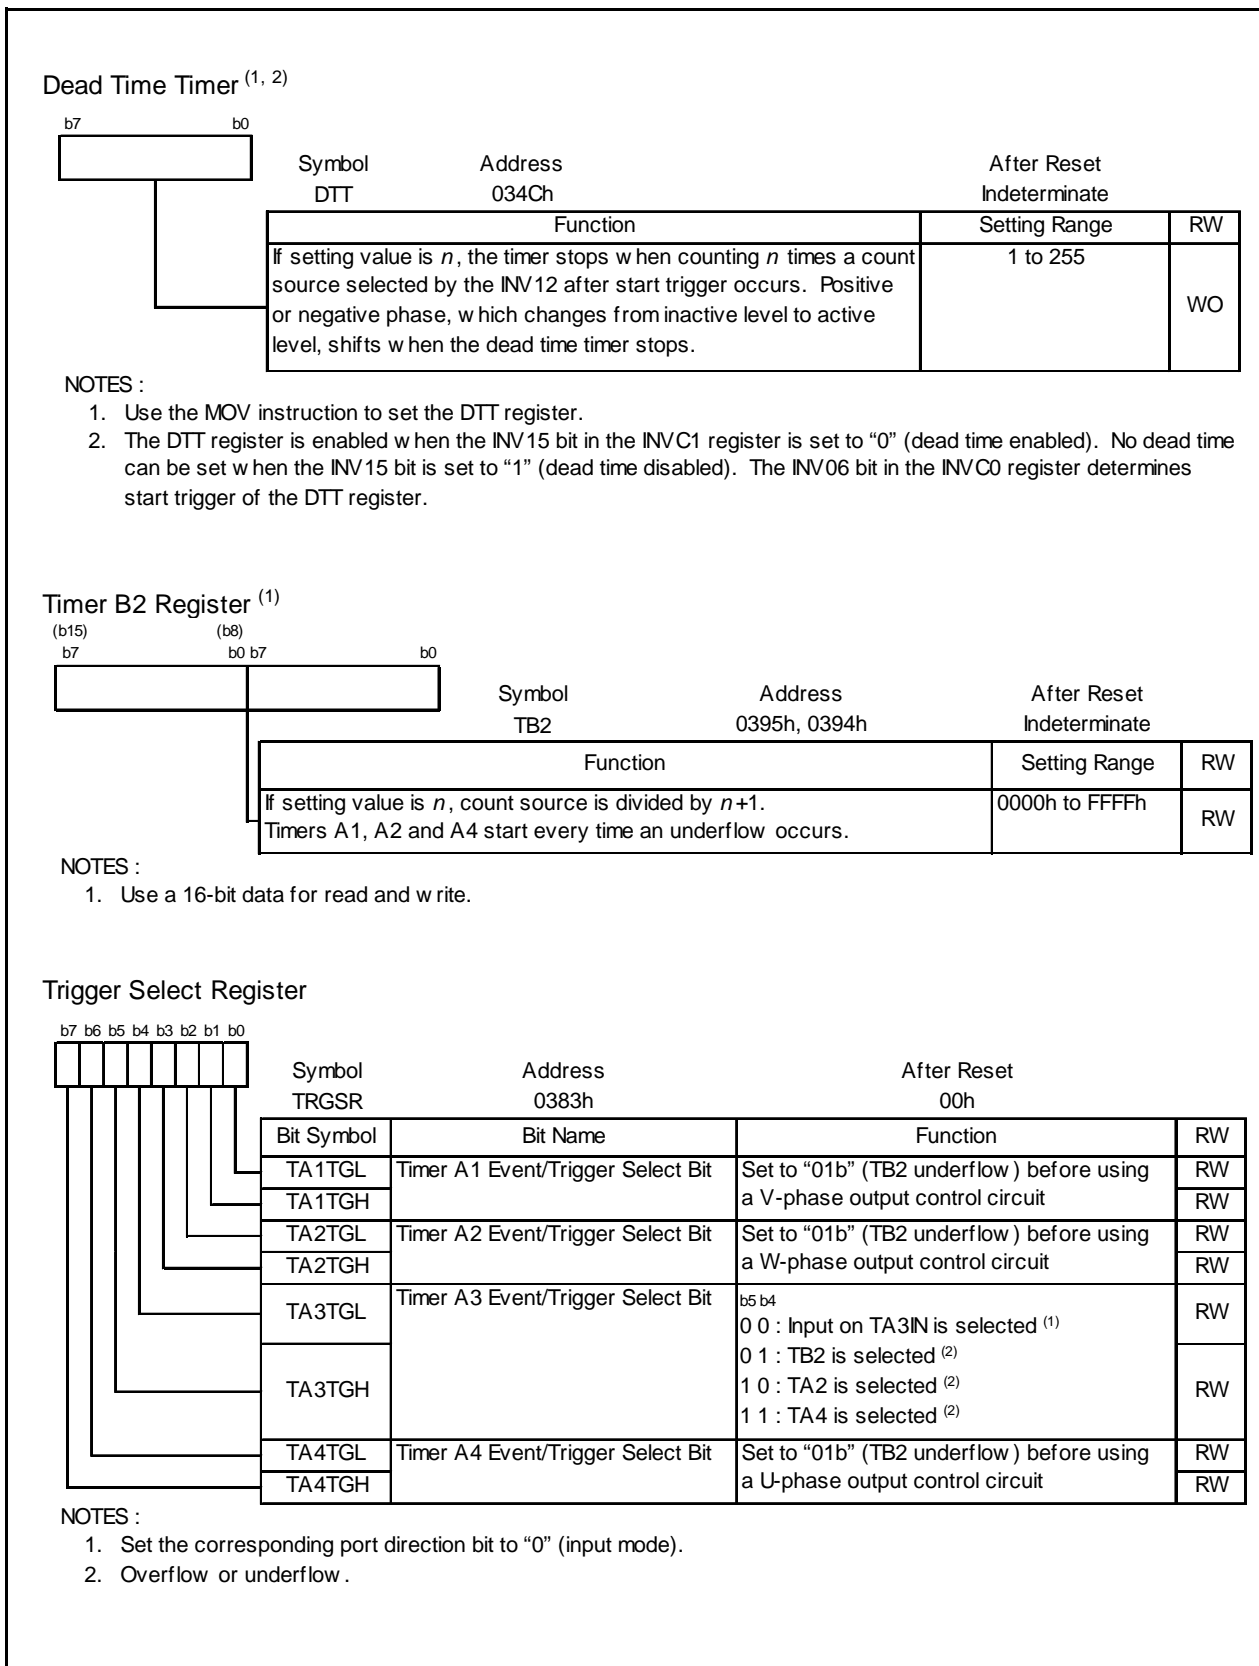 Dead Time Timer (1, 2)
b7 b0
Symbol Address After Reset
DTT 034Ch Indeterminate
Function Setting Range RW
If setting value is n, the timer stops when counting n times a count 1 to 255
source selected by the INV12 after start trigger occurs. Positive
or negative phase, which changes from inactive level to active WO
level, shifts when the dead time timer stops.
NOTES :
1. Use the MOV instruction to set the DTT register.
2. The DTT register is enabled when the INV15 bit in the INVC1 register is set to “0” (dead time enabled). No dead time
can be set when the INV15 bit is set to “1” (dead time disabled). The INV06 bit in the INVC0 register determines
start trigger of the DTT register.
Timer B2 Register (1)
(b15) (b8)
b7 b0 b7 b0
Symbol Address After Reset
TB2 0395h, 0394h Indeterminate
Function Setting Range RW
If setting value is n, count source is divided by n+1. 0000h to FFFFh RW
Timers A1, A2 and A4 start every time an underflow occurs.
NOTES :
1. Use a 16-bit data for read and write.
Trigger Select Register
b7 b6 b5 b4 b3 b2 b1 b0
Symbol Address After Reset
TRGSR 0383h 00h
Bit Symbol Bit Name Function RW
TA1TGL Timer A1 Event/Trigger Select Bit Set to “01b” (TB2 underflow) before using RW
TA1TGH a V-phase output control circuit RW
TA2TGL Timer A2 Event/Trigger Select Bit Set to “01b” (TB2 underflow) before using RW
TA2TGH a W-phase output control circuit RW
TA3TGL Timer A3 Event/Trigger Select Bit b5 b4 RW
0 0 : Input on TA3IN is selected (1)
0 1 : TB2 is selected (2)
TA3TGH 1 0 : TA2 is selected (2) RW
1 1 : TA4 is selected (2)
TA4TGL Timer A4 Event/Trigger Select Bit Set to “01b” (TB2 underflow) before using RW
TA4TGH a U-phase output control circuit RW
NOTES :
1. Set the corresponding port direction bit to “0” (input mode).
2. Overflow or underflow.